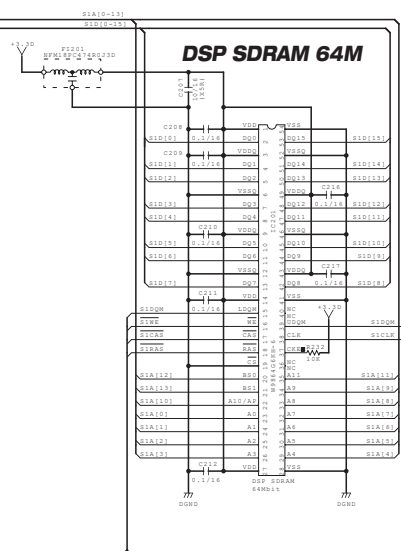 S1A[0-13]
S1D[0-15]
+3.3D
FI201
NFM18PC474R0J3D
DSP SDRAM 64M
C207
10/16
(X5R)
C208
0.1/16
VDD
VSS
S1D[0]
DQ0
DQ15
S1D[15]
C209
0.1/16
VDDQ
VSSQ
S1D[1]
DQ1
DQ14
S1D[14]
S1D[2]
DQ2
DQ13
S1D[13]
VSSQ
VDDQ
C216
0.1/16
S1D[3]
DQ3
DQ12
S1D[12]
S1D[4]
DQ4
DQ11
S1D[11]
C210
0.1/16
VDDQ
VSSQ
S1D[5]
DQ5
DQ10
S1D[10]
S1D[6]
DQ6
DQ9
S1D[9]
VSSQ
VDDQ
C217
0.1/16
S1D[7]
DQ7
DQ8
S1D[8]
C211
0.1/16
VDD
VSS
S1DQM
LDQM
NC
+3.3D
S1WE
WE
UDQM
S1DQM
S1CAS
CAS
CLK
S1CLK
S1RAS
RAS
CKE
R232
10K
CS
NC
S1A[12]
BS0
A11
S1A[11]
S1A[13]
BS1
A9
S1A[9]
S1A[10]
A10/AP
A8
S1A[8]
S1A[0]
A0
A7
S1A[7]
S1A[1]
A1
A6
S1A[6]
S1A[2]
A2
A5
S1A[5]
S1A[3]
A3
A4
S1A[4]
C212
0.1/16
VDD
VSS
IC201
W9864G6KH-6
DSP SDRAM
64Mbit
DGND
DGND